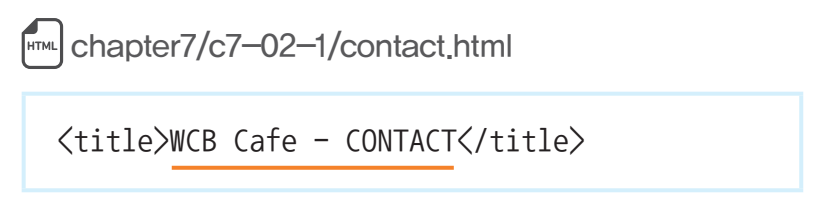 HTML
chapter7/c7-02-1/contact.html
<title>WCB Cafe - CONTACT</title>